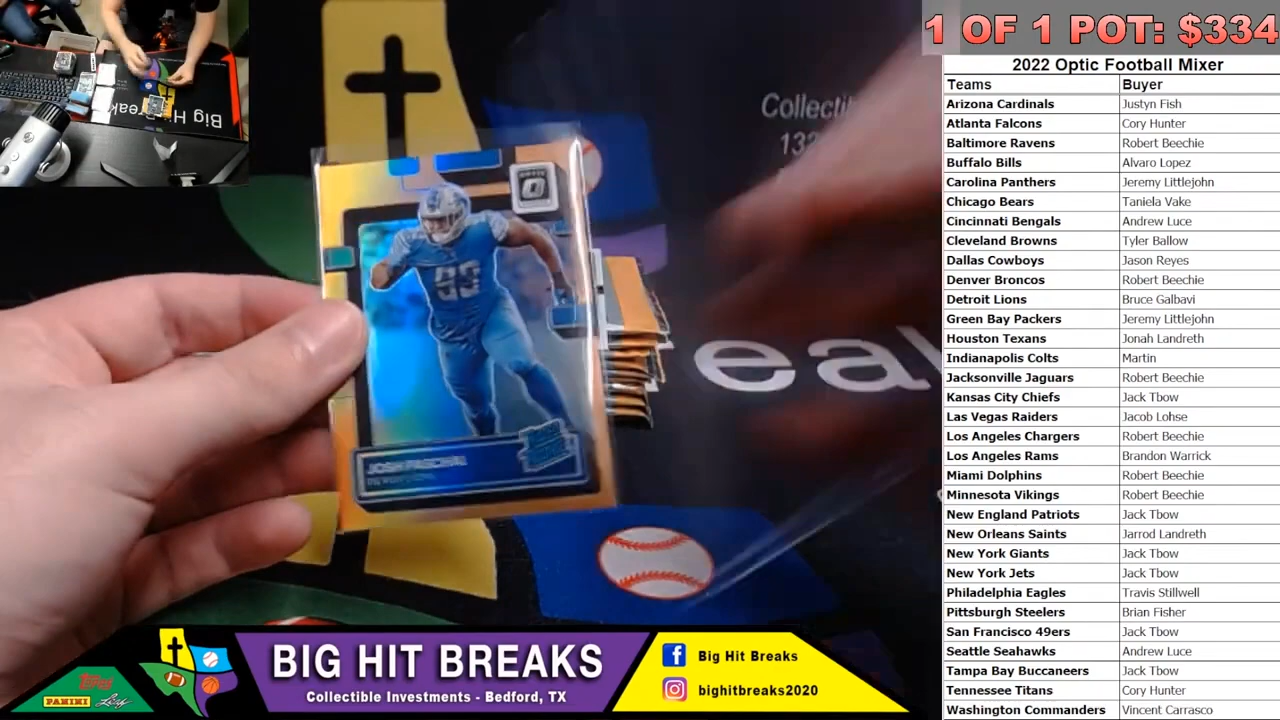 1 OF 1 POT: $334
2022 Optic Football Mixer
Teams Buyer
Arizona Cardinals Justyn Fish
Atlanta Falcons Cory Hunter
Baltimore Ravens Robert Beechie
Buffalo Bills Alvaro Lopez
Carolina Panthers Jeremy Littlejohn
Chicago Bears Taniela Vake
Cincinnati Bengals Andrew Luce
Cleveland Browns Tyler Ballow
Dallas Cowboys Jason Reyes
Denver Broncos Robert Beechie
Detroit Lions Bruce Galbavi
Green Bay Packers Jeremy Littlejohn
Houston Texans Jonah Landreth
Indianapolis Colts Martin
Jacksonville Jaguars Robert Beechie
Kansas City Chiefs Jack Tbow
Las Vegas Raiders Jacob Lohse
Los Angeles Chargers Robert Beechie
Los Angeles Rams Brandon Warrick
Miami Dolphins Robert Beechie
Minnesota Vikings Robert Beechie
New England Patriots Jack Tbow
New Orleans Saints Jarrod Landreth
New York Giants Jack Tbow
New York Jets Jack Tbow
Philadelphia Eagles Travis Stillwell
Pittsburgh Steelers Brian Fisher
San Francisco 49ers Jack Tbow
Seattle Seahawks Andrew Luce
Tampa Bay Buccaneers Jack Tbow
Tennessee Titans Cory Hunter
Washington Commanders Vincent Carrasco
Big Hit
OPTIC
JOSH
BIG HIT BREAKS
Collectible Investments - Bedford, TX
Big Hit Breaks
bighitbreaks2020
Topps
PANINI
Leaf